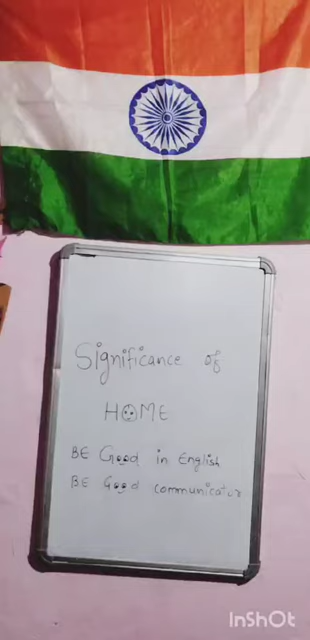 Significance of
HOME
BE Good in English
BE Good communicator
InShOt